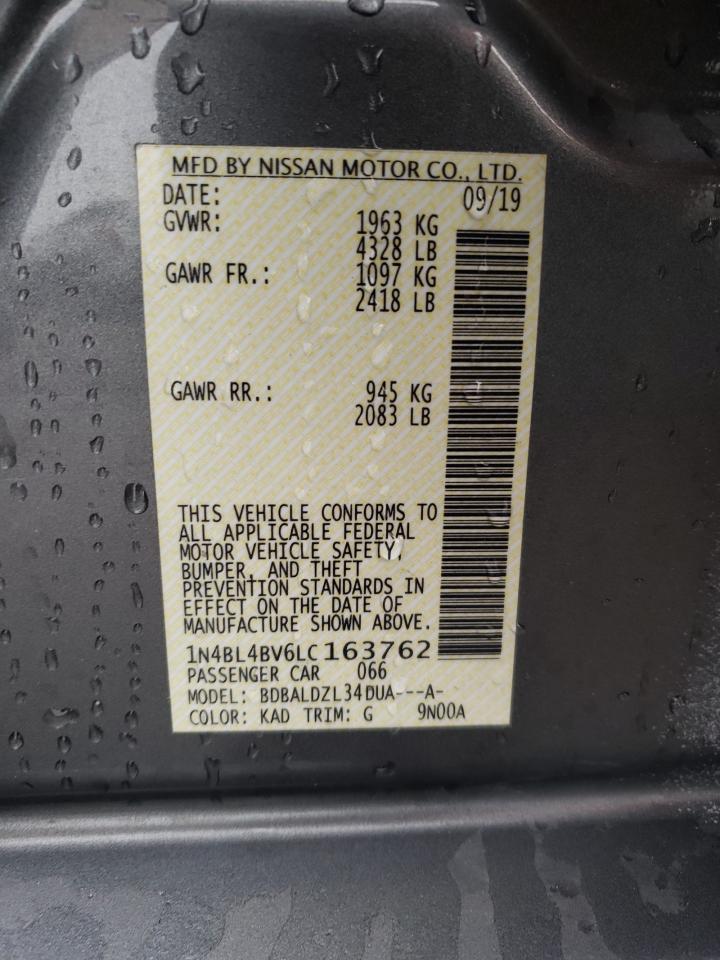 MFD BY NISSAN MOTOR CO., LTD.
DATE: 09/19
GVWR: 1963 KG
4328 LB
GAWR FR.: 1097 KG
2418 LB
GAWR RR.: 945 KG
2083 LB
THIS VEHICLE CONFORMS TO
ALL APPLICABLE FEDERAL
MOTOR VEHICLE SAFETY,
BUMPER, AND THEFT
PREVENTION STANDARDS IN
EFFECT ON THE DATE OF
MANUFACTURE SHOWN ABOVE.
1N4BL4BV6LC163762
PASSENGER CAR 066
MODEL: BDBALDZL34DUA---A-
COLOR: KAD TRIM: G 9N00A